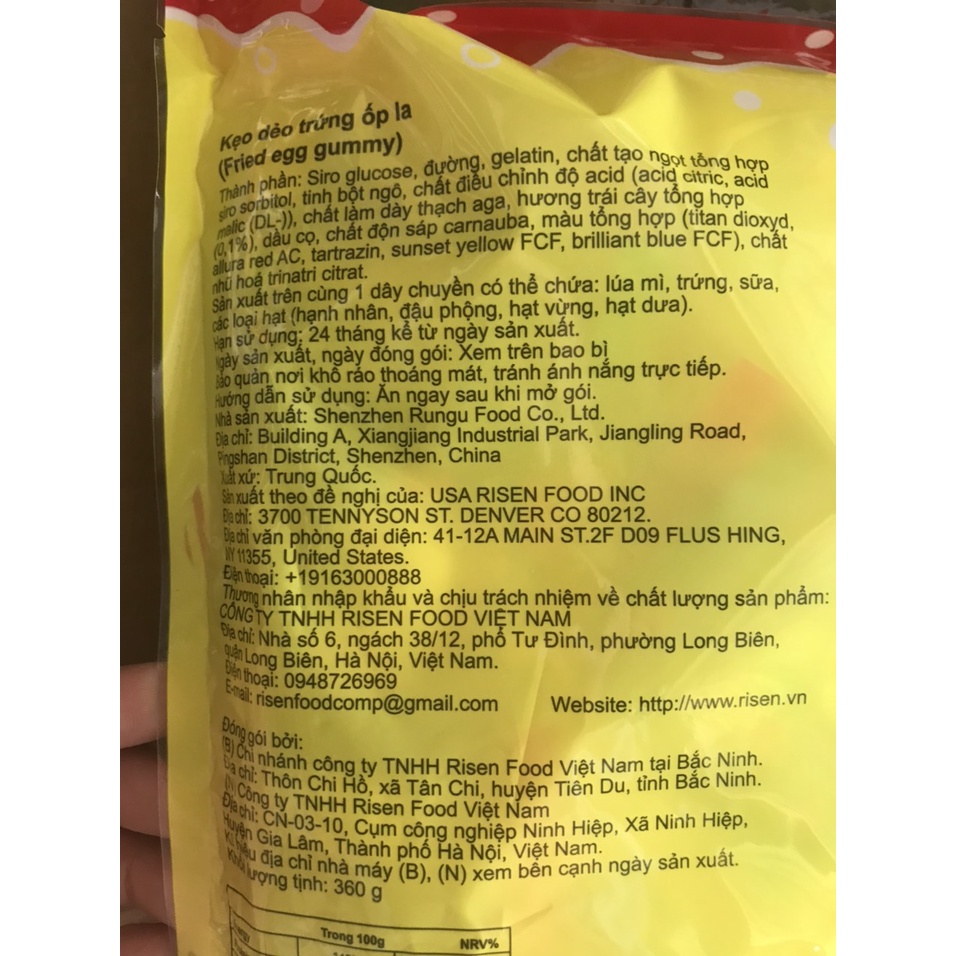 Kẹo dẻo trứng ốp la
(Fried egg gummy)
Thành phần: Siro glucose, đường, gelatin, chất tạo ngọt tổng hợp
siro sorbitol, tinh bột ngô, chất điều chỉnh độ acid (acid citric, acid
malic (DL-)), chất làm dày thạch aga, hương trái cây tổng hợp
(0,1%), dầu cọ, chất độn sáp carnauba, màu tổng hợp (titan dioxyd,
allura red AC, tartrazin, sunset yellow FCF, brilliant blue FCF), chất
nhũ hoá trinatri citrat.
Sản xuất trên cùng 1 dây chuyền có thể chứa: lúa mì, trứng, sữa,
các loại hạt (hạnh nhân, đậu phộng, hạt vừng, hạt dưa).
Hạn sử dụng: 24 tháng kể từ ngày sản xuất.
Ngày sản xuất, ngày đóng gói: Xem trên bao bì
Bảo quản nơi khô ráo thoáng mát, tránh ánh nắng trực tiếp.
Hướng dẫn sử dụng: Ăn ngay sau khi mở gói.
Nhà sản xuất: Shenzhen Rungu Food Co., Ltd.
Địa chỉ: Building A, Xiangjiang Industrial Park, Jiangling Road,
Pingshan District, Shenzhen, China
Xuất xứ: Trung Quốc.
Sản xuất theo đề nghị của: USA RISEN FOOD INC
Địa chỉ: 3700 TENNYSON ST. DENVER CO 80212.
Địa chỉ văn phòng đại diện: 41-12A MAIN ST.2F D09 FLUS HING,
NY 11355, United States.
Điện thoại: +19163000888
Thương nhân nhập khẩu và chịu trách nhiệm về chất lượng sản phẩm:
CÔNG TY TNHH RISEN FOOD VIỆT NAM
Địa chỉ: Nhà số 6, ngách 38/12, phố Tư Đình, phường Long Biên,
quận Long Biên, Hà Nội, Việt Nam.
Điện thoại: 0948726969
E-mail: risenfoodcomp@gmail.com Website: http://www.risen.vn
Đóng gói bởi:
(B) Chi nhánh công ty TNHH Risen Food Việt Nam tại Bắc Ninh.
Địa chỉ: Thôn Chi Hồ, xã Tân Chi, huyện Tiên Du, tỉnh Bắc Ninh.
(N) Công ty TNHH Risen Food Việt Nam
Địa chỉ: CN-03-10, Cụm công nghiệp Ninh Hiệp, Xã Ninh Hiệp,
Huyện Gia Lâm, Thành phố Hà Nội, Việt Nam.
Ký hiệu địa chỉ nhà máy (B), (N) xem bên cạnh ngày sản xuất.
Khối lượng tịnh: 360 g
Trong 100g NRV%